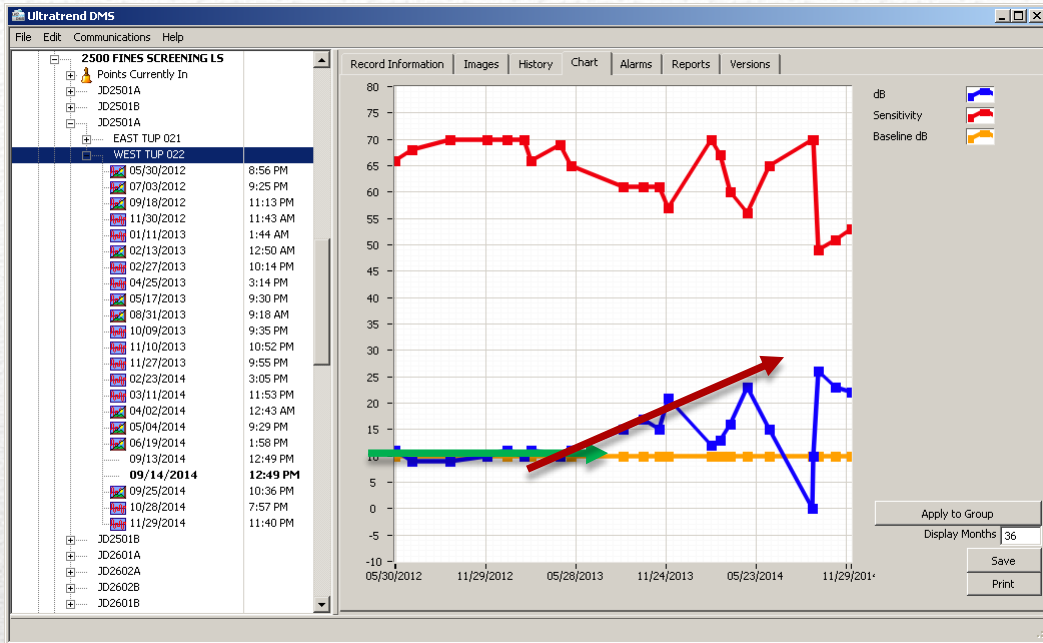 Ultratrend DMS
File Edit Communications Help
2500 FINES SCREENING LS
Points Currently In
JD2501A
JD2501B
JD2501A
EAST TUP 021
WEST TUP 022
05/30/2012 8:56 PM
07/03/2012 9:25 PM
09/18/2012 11:13 PM
11/30/2012 11:43 AM
01/11/2013 1:44 AM
02/13/2013 12:50 AM
02/27/2013 10:14 PM
04/25/2013 3:14 PM
05/17/2013 9:30 PM
08/31/2013 9:18 AM
10/09/2013 9:35 PM
11/10/2013 10:52 PM
11/27/2013 9:55 PM
02/23/2014 3:05 PM
03/11/2014 11:53 PM
04/02/2014 12:43 AM
05/04/2014 9:29 PM
06/19/2014 1:58 PM
09/13/2014 12:49 PM
09/14/2014 12:49 PM
09/25/2014 10:36 PM
10/28/2014 7:57 PM
11/29/2014 11:40 PM
JD2501B
JD2601A
JD2602A
JD2602B
JD2601B
Record Information Images History Chart Alarms Reports Versions
80
75
70
65
60
55
50
45
40
35
30
25
20
15
10
5
0
-5
-10
05/30/2012 11/29/2012 05/28/2013 11/24/2013 05/23/2014 11/29/201
dB
Sensitivity
Baseline dB
Apply to Group
Display Months 36
Save
Print